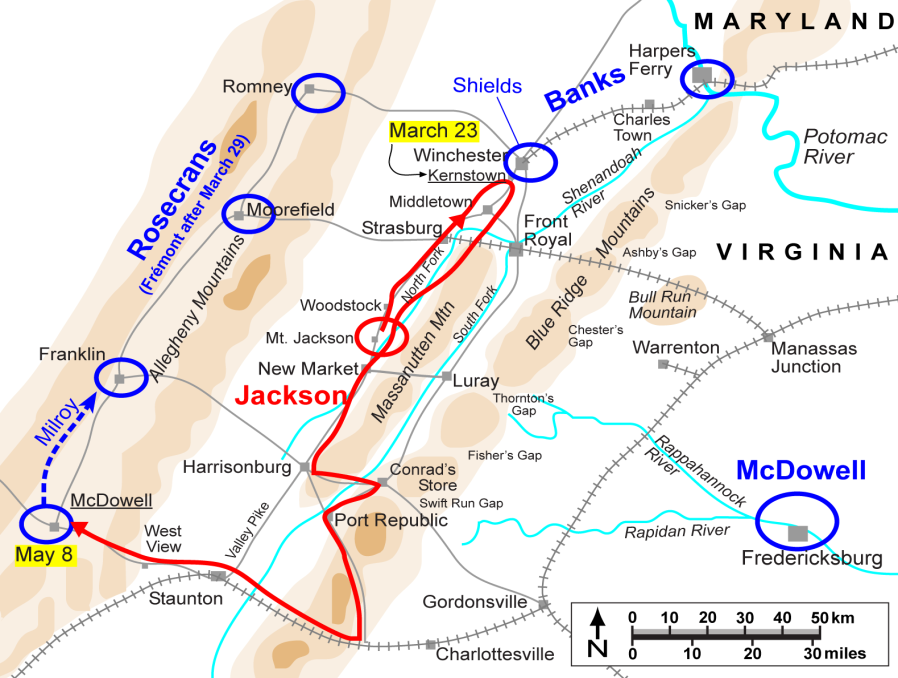 MARYLAND
Harpers
Ferry
Romney
Shields
Banks
March 23
Charles
Town
Winchester
Kernstown
Potomac
River
Rosecrans
(Frémont after March 29)
Shenandoah
River
Middletown
Moorefield
Snicker's Gap
Strasburg
Front
Royal
Mountains
Ashby's Gap
VIRGINIA
Allegheny Mountains
North Fork
Woodstock
South Fork
Blue Ridge
Bull Run
Mountain
Mt. Jackson
Massanutten Mtn
Chester's
Gap
Franklin
Warrenton
Manassas
Junction
New Market
Luray
Jackson
Thornton's
Gap
Milroy
Rappahannock
River
Harrisonburg
Conrad's
Store
Fisher's Gap
McDowell
McDowell
Swift Run Gap
Valley Pike
Port Republic
West
View
Rapidan River
May 8
Fredericksburg
Staunton
Gordonsville
Charlottesville
N
0 10 20 30 40 50 km
0 10 20 30 miles